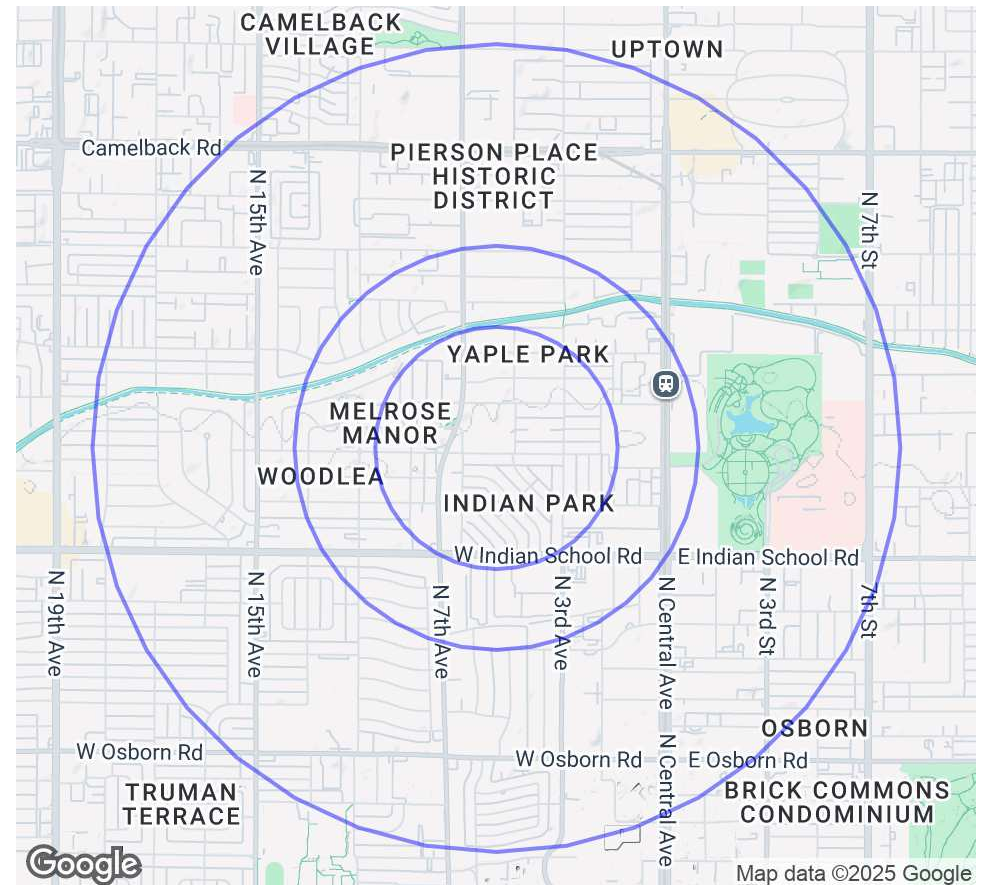 CAMELBACK
VILLAGE
UPTOWN
Camelback Rd
PIERSON PLACE
HISTORIC
DISTRICT
N 15th Ave
N 7th St
YAPLE PARK
MELROSE
MANOR
WOODLEA
INDIAN PARK
W Indian School Rd
E Indian School Rd
N 19th Ave
N 15th Ave
N 7th Ave
N 3rd Ave
N Central Ave
N 3rd St
7th St
OSBORN
W Osborn Rd
W Osborn Rd
E Osborn Rd
N Central Ave
TRUMAN
TERRACE
BRICK COMMONS
CONDOMINIUM
Google
Map data ©2025 Google